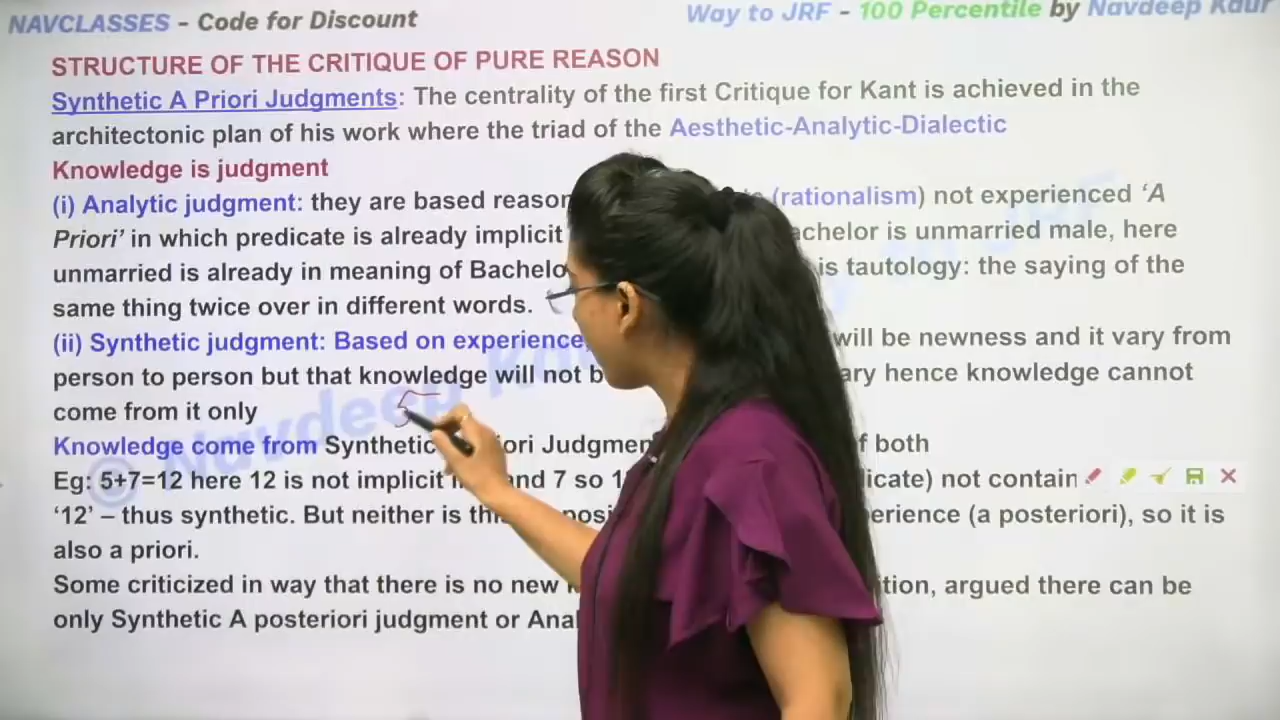 NAVCLASSES - Code for Discount
Way to JRF - 100 Percentile by Navdeep Kaur
STRUCTURE OF THE CRITIQUE OF PURE REASON
Synthetic A Priori Judgments: The centrality of the first Critique for Kant is achieved in the
architectonic plan of his work where the triad of the Aesthetic-Analytic-Dialectic
Knowledge is judgment
(i) Analytic judgment: they are based reason (rationalism) not experienced ‘A
Priori’ in which predicate is already implicit achelor is unmarried male, here
unmarried is already in meaning of Bachelo is tautology: the saying of the
same thing twice over in different words.
(ii) Synthetic judgment: Based on experience, will be newness and it vary from
person to person but that knowledge will not b ary hence knowledge cannot
come from it only
5
Knowledge come from Synthetic iori Judgmen f both
Eg: 5+7=12 here 12 is not implicit and 7 so 1 licate) not contain
‘12’ – thus synthetic. But neither is this posi erience (a posteriori), so it is
also a priori.
Some criticized in way that there is no new tion, argued there can be
only Synthetic A posteriori judgment or Ana
© Navdeep Kaur
JRF